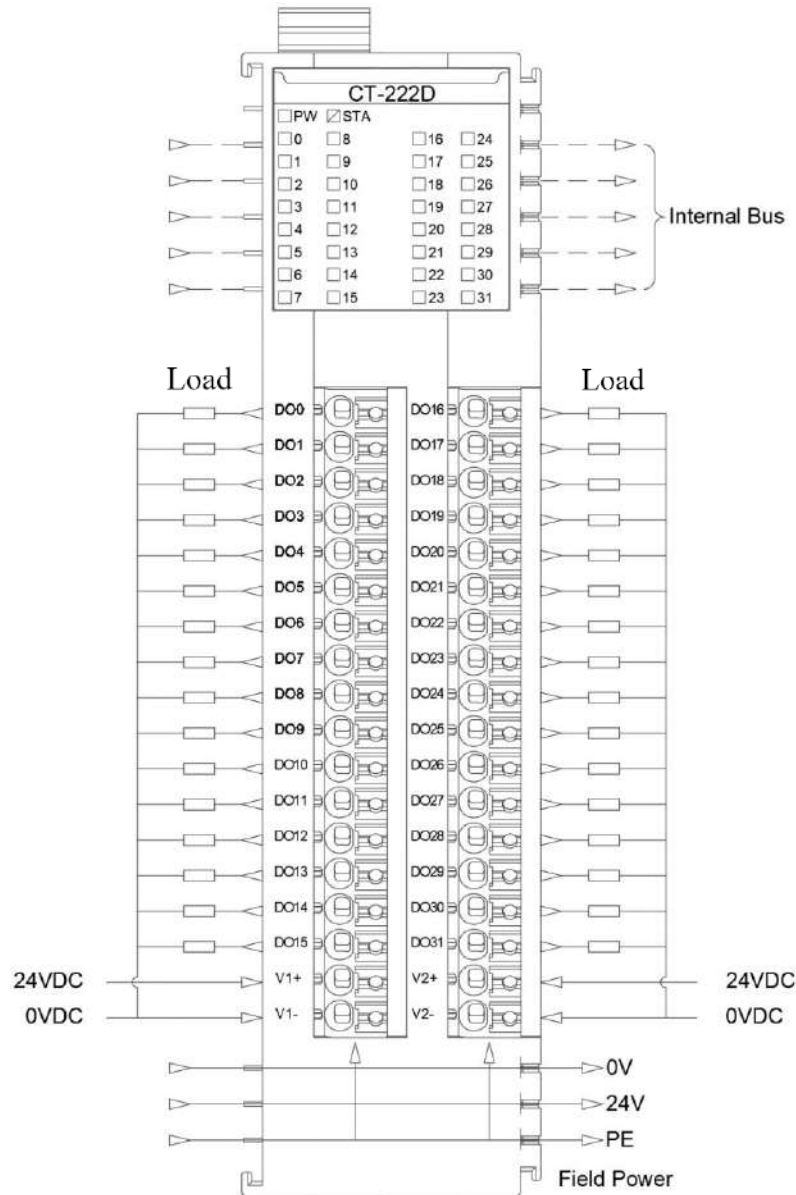 CT-222D
PW STA
0 8 16 24
1 9 17 25
2 10 18 26
3 11 19 27
4 12 20 28
5 13 21 29
6 14 22 30
7 15 23 31
Internal Bus
Load Load
DO0 DO16
DO1 DO17
DO2 DO18
DO3 DO19
DO4 DO20
DO5 DO21
DO6 DO22
DO7 DO23
DO8 DO24
DO9 DO25
DO10 DO26
DO11 DO27
DO12 DO28
DO13 DO29
DO14 DO30
DO15 DO31
24VDC V1+ V2+ 24VDC
0VDC V1- V2- 0VDC
0V
24V
PE
Field Power